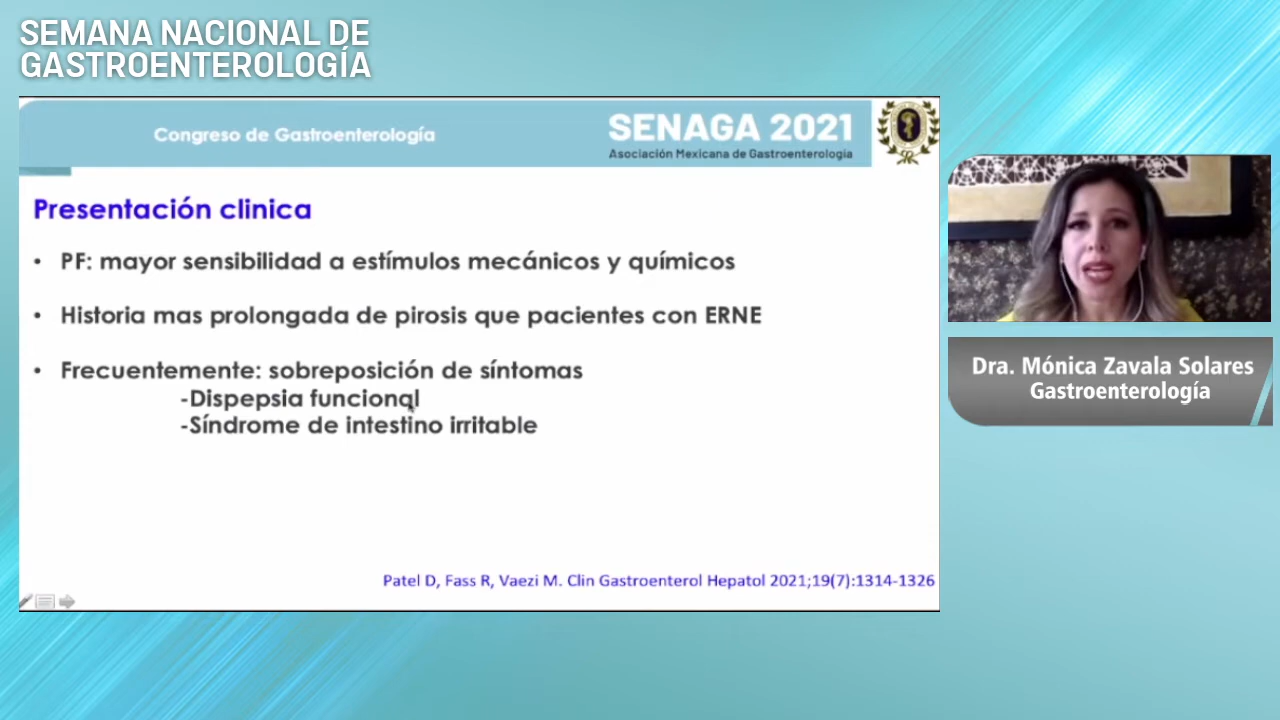 SEMANA NACIONAL DE
GASTROENTEROLOGÍA
Congreso de Gastroenterología
SENAGA 2021
Asociación Mexicana de Gastroenterología
Presentación clinica
• PF: mayor sensibilidad a estímulos mecánicos y químicos
• Historia mas prolongada de pirosis que pacientes con ERNE
• Frecuentemente: sobreposición de síntomas
-Dispepsia funcional
-Síndrome de intestino irritable
Patel D, Fass R, Vaezi M. Clin Gastroenterol Hepatol 2021;19(7):1314-1326
Dra. Mónica Zavala Solares
Gastroenterología